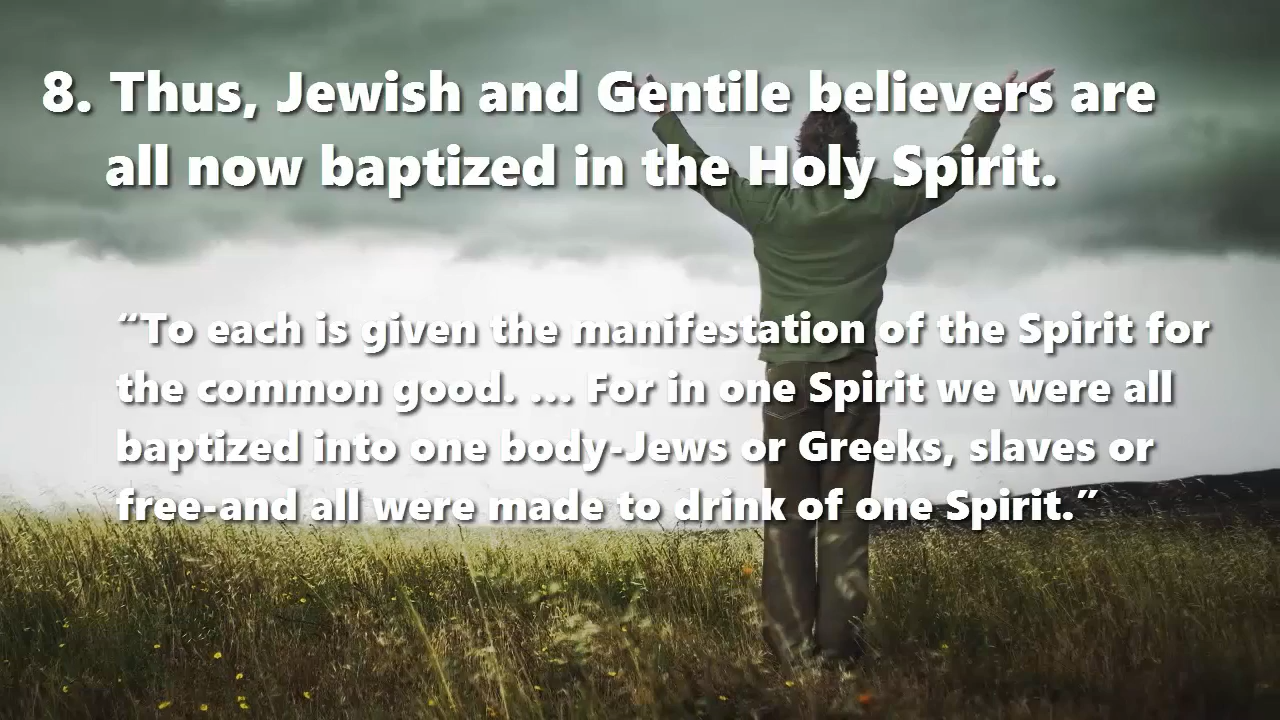 8. Thus, Jewish and Gentile believers are
all now baptized in the Holy Spirit.
“To each is given the manifestation of the Spirit for
the common good. ... For in one Spirit we were all
baptized into one body-Jews or Greeks, slaves or
free-and all were made to drink of one Spirit.”